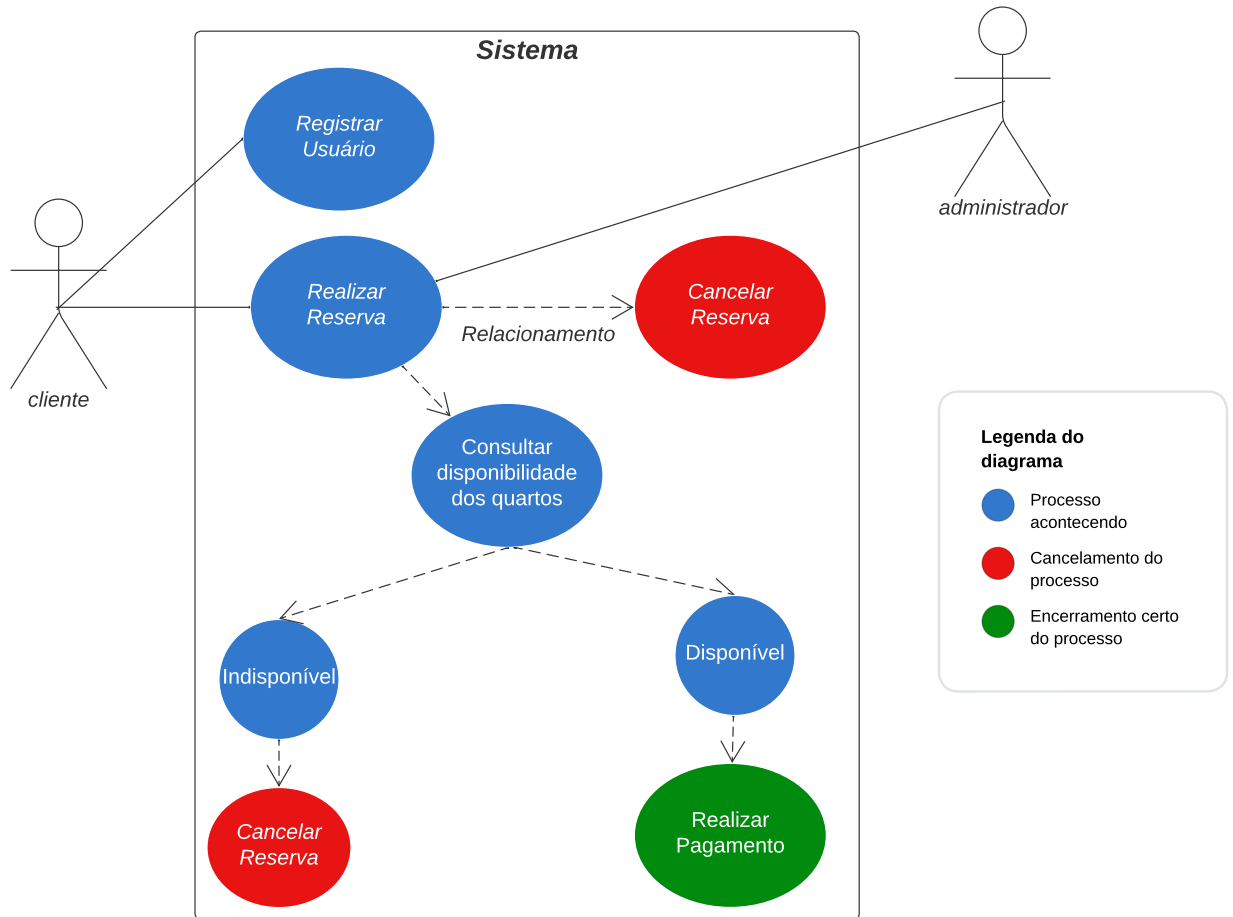 Sistema
Registrar
Usuário
administrador
Realizar
Reserva
Cancelar
Reserva
Relacionamento
cliente
Consultar
disponibilidade
dos quartos
Indisponível
Disponível
Cancelar
Reserva
Realizar
Pagamento
Legenda do
diagrama
Processo
acontecendo
Cancelamento do
processo
Encerramento certo
do processo